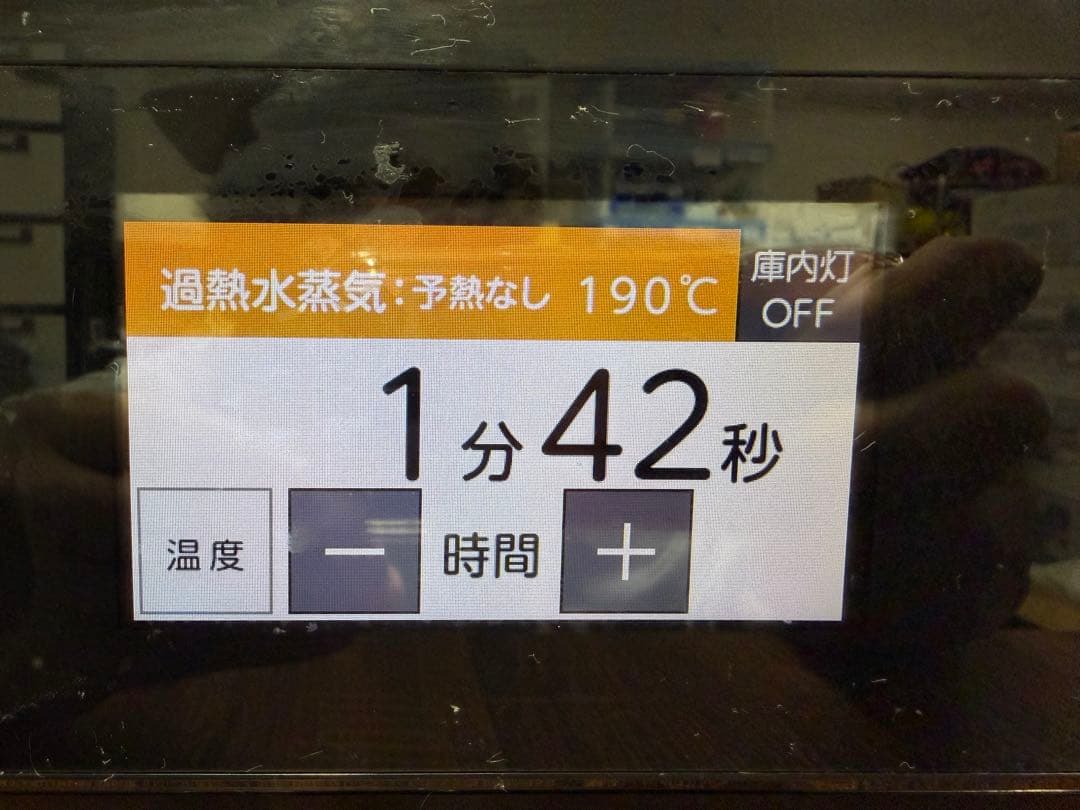 過熱水蒸気：予熱なし 190℃
庫内灯
OFF
1分42秒
温度 － 時間 ＋